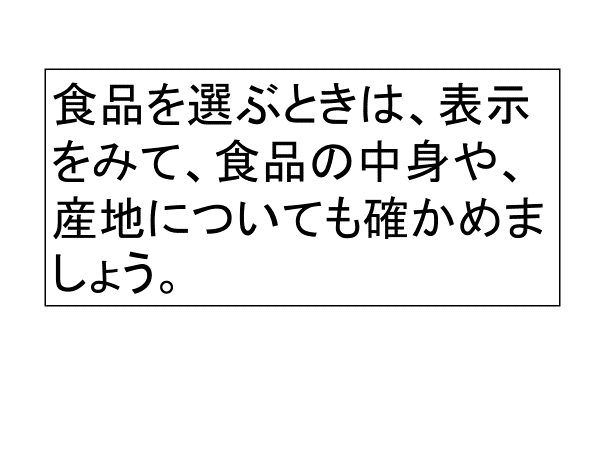 食品を選ぶときは、表示
をみて、食品の中身や、
産地についても確かめま
しょう。